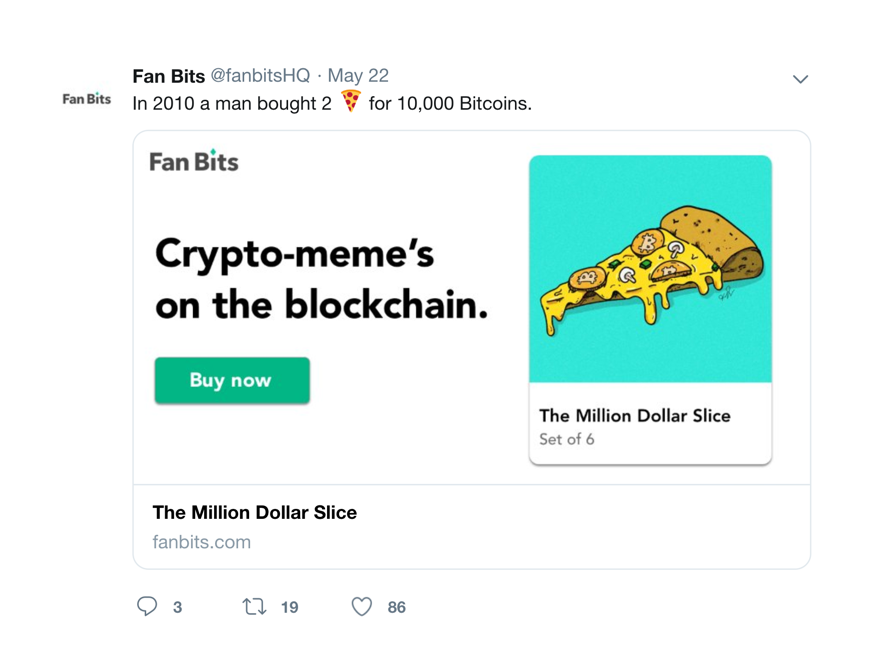 Fan Bits @fanbitsHQ · May 22
Fan Bits
In 2010 a man bought 2 🍕 for 10,000 Bitcoins.
Fan Bits
Crypto-meme's
on the blockchain.
Buy now
The Million Dollar Slice
Set of 6
The Million Dollar Slice
fanbits.com
3 19 86